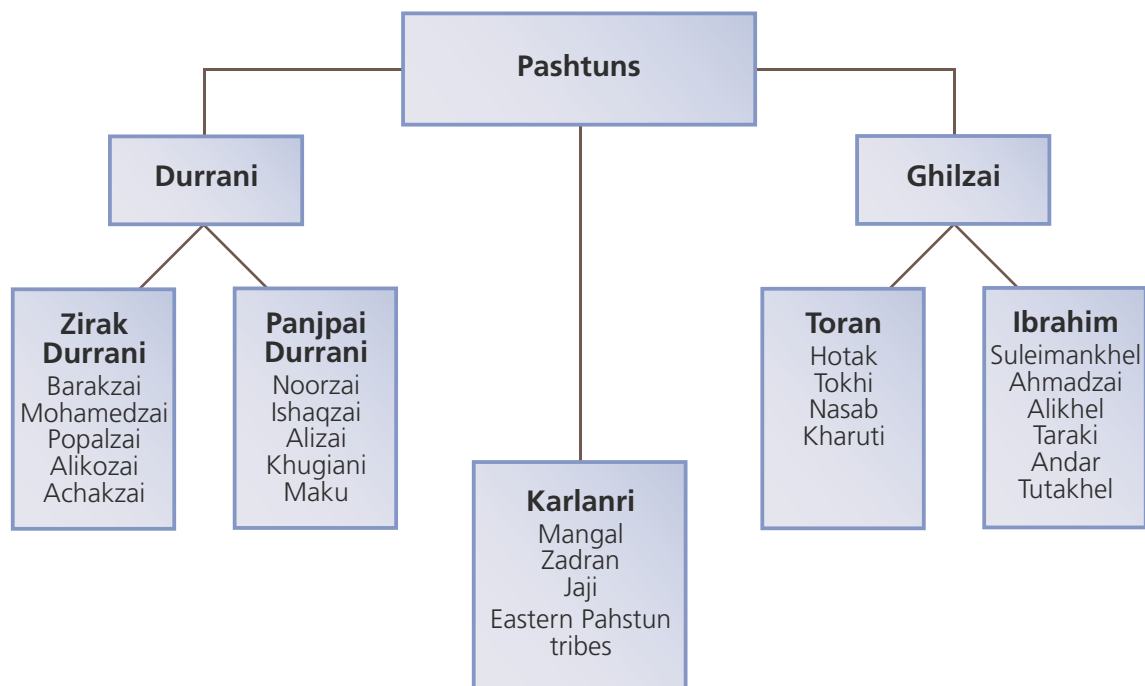 Pashtuns
Durrani
Ghilzai
Zirak
Durrani
Barakzai
Mohamedzai
Popalzai
Alikozai
Achakzai
Panjpai
Durrani
Noorzai
Ishaqzai
Alizai
Khugiani
Maku
Karlanri
Mangal
Zadran
Jaji
Eastern Pahstun
tribes
Toran
Hotak
Tokhi
Nasab
Kharuti
Ibrahim
Suleimankhel
Ahmadzai
Alikhel
Taraki
Andar
Tutakhel